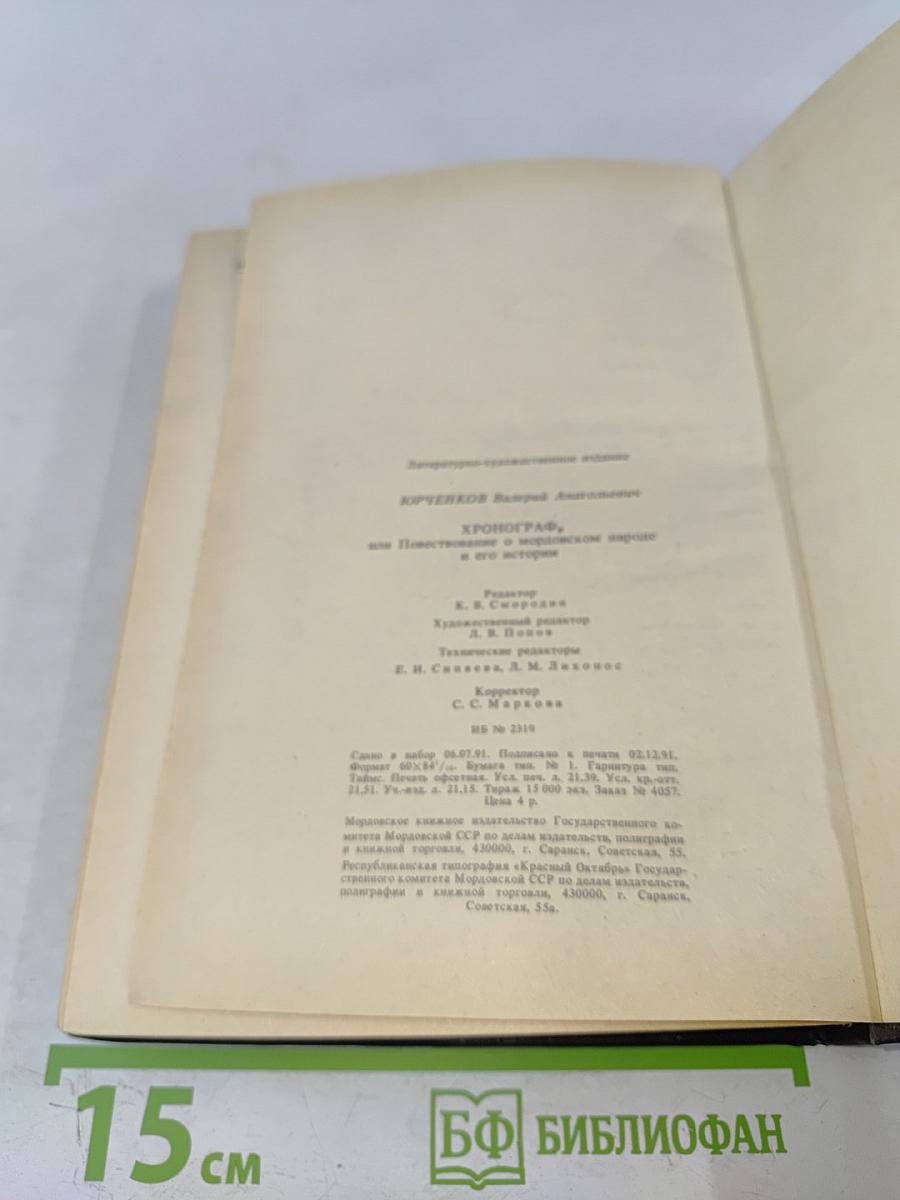 Литературно-художественное издание
ЮРЧЕНКОВ Валерий Анатольевич
ХРОНОГРАФ,
или Повествование о мордовском народе
и его истории
Редактор
К. В. Смородин
Художественный редактор
Л. В. Попов
Технические редакторы
Е. И. Синяева, Л. М. Лихонос
Корректор
С. С. Маркова
ИБ № 2319
Сдано в набор 06.07.91. Подписано к печати 02.12.91.
Формат 60×84¹/₁₆. Бумага тип. № 1. Гарнитура тип.
Таймс. Печать офсетная. Усл. печ. л. 21,39. Усл. кр.-отт.
21,51. Уч.-изд. л. 21,15. Тираж 15 000 экз. Заказ № 4057.
Цена 4 р.
Мордовское книжное издательство Государственного ко-
митета Мордовской ССР по делам издательств, полиграфии
и книжной торговли, 430000, г. Саранск, Советская, 55.
Республиканская типография «Красный Октябрь» Государ-
ственного комитета Мордовской ССР по делам издательств,
полиграфии и книжной торговли, 430000, г. Саранск,
Советская, 55а.
15 см
БФ БИБЛИОФАН